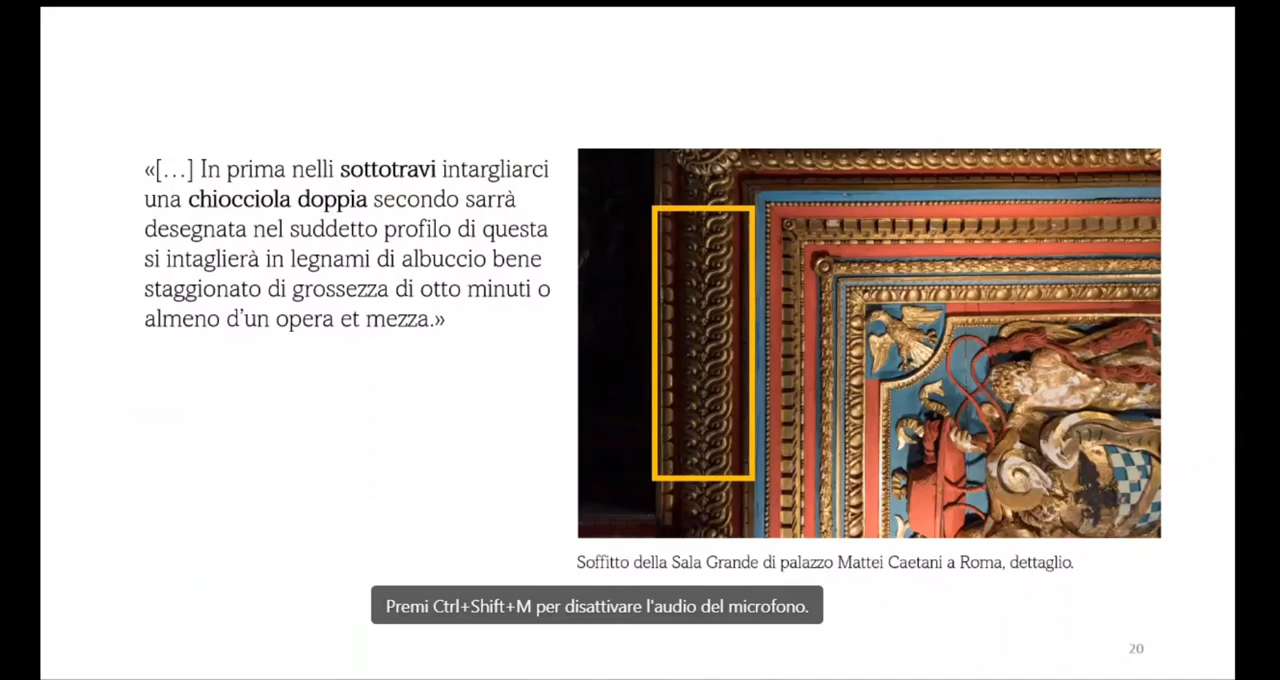 «[…] In prima nelli sottotravi intargliarci
una chiocciola doppia secondo sarrà
desegnata nel suddetto profilo di questa
si intaglierà in legnami di albuccio bene
staggionato di grossezza di otto minuti o
almeno d’un opera et mezza.»
Soffitto della Sala Grande di palazzo Mattei Caetani a Roma, dettaglio.
Premi Ctrl+Shift+M per disattivare l'audio del microfono.
20